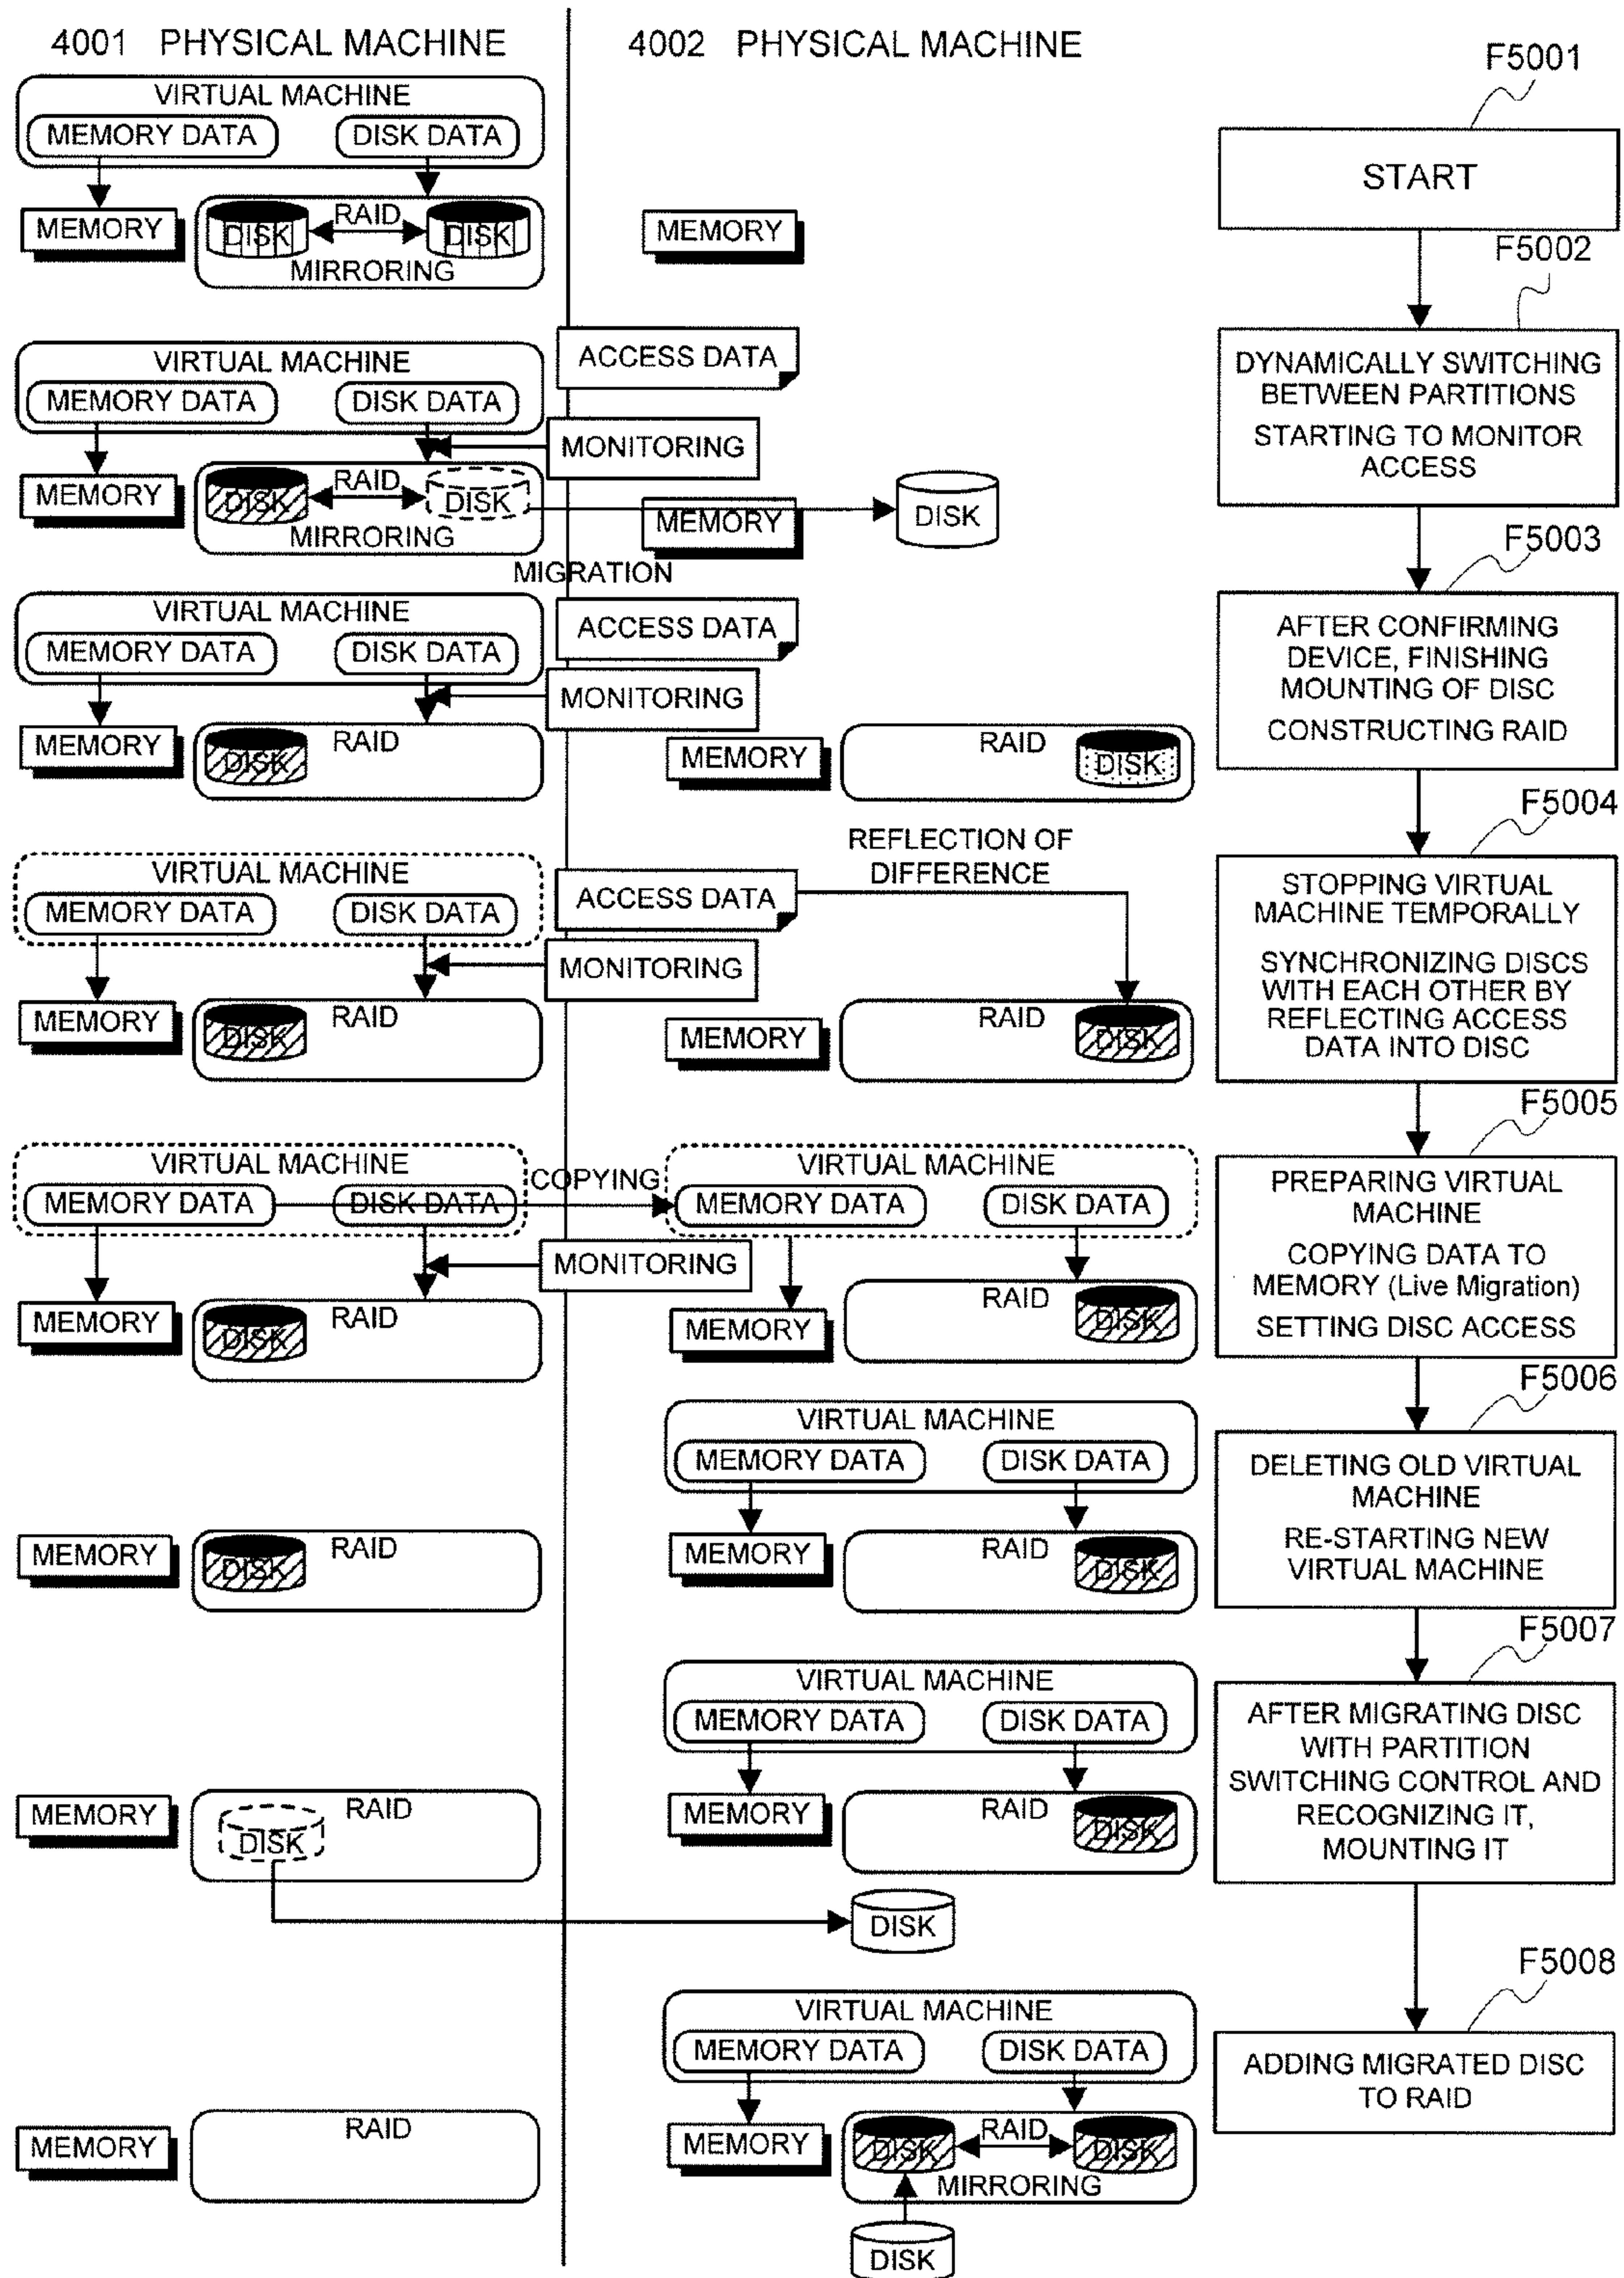 4001 PHYSICAL MACHINE
4002 PHYSICAL MACHINE
VIRTUAL MACHINE
MEMORY DATA
DISK DATA
MEMORY
DISK
RAID
DISK
MIRRORING
MEMORY
VIRTUAL MACHINE
MEMORY DATA
DISK DATA
ACCESS DATA
MONITORING
MEMORY
DISK
RAID
DISK
MIRRORING
MEMORY
DISK
MIGRATION
VIRTUAL MACHINE
MEMORY DATA
DISK DATA
ACCESS DATA
MONITORING
MEMORY
DISK
RAID
MEMORY
RAID
DISK
VIRTUAL MACHINE
MEMORY DATA
DISK DATA
ACCESS DATA
REFLECTION OF
DIFFERENCE
MONITORING
MEMORY
DISK
RAID
MEMORY
RAID
DISK
VIRTUAL MACHINE
MEMORY DATA
DISK DATA
COPYING
VIRTUAL MACHINE
MEMORY DATA
DISK DATA
MONITORING
MEMORY
DISK
RAID
MEMORY
RAID
DISK
VIRTUAL MACHINE
MEMORY DATA
DISK DATA
MEMORY
DISK
RAID
MEMORY
RAID
DISK
VIRTUAL MACHINE
MEMORY DATA
DISK DATA
MEMORY
DISK
RAID
MEMORY
RAID
DISK
DISK
VIRTUAL MACHINE
MEMORY DATA
DISK DATA
MEMORY
RAID
MEMORY
DISK
RAID
DISK
MIRRORING
DISK
F5001
START
F5002
DYNAMICALLY SWITCHING
BETWEEN PARTITIONS
STARTING TO MONITOR
ACCESS
F5003
AFTER CONFIRMING
DEVICE, FINISHING
MOUNTING OF DISC
CONSTRUCTING RAID
F5004
STOPPING VIRTUAL
MACHINE TEMPORALLY
SYNCHRONIZING DISCS
WITH EACH OTHER BY
REFLECTING ACCESS
DATA INTO DISC
F5005
PREPARING VIRTUAL
MACHINE
COPYING DATA TO
MEMORY (Live Migration)
SETTING DISC ACCESS
F5006
DELETING OLD VIRTUAL
MACHINE
RE-STARTING NEW
VIRTUAL MACHINE
F5007
AFTER MIGRATING DISC
WITH PARTITION
SWITCHING CONTROL AND
RECOGNIZING IT,
MOUNTING IT
F5008
ADDING MIGRATED DISC
TO RAID